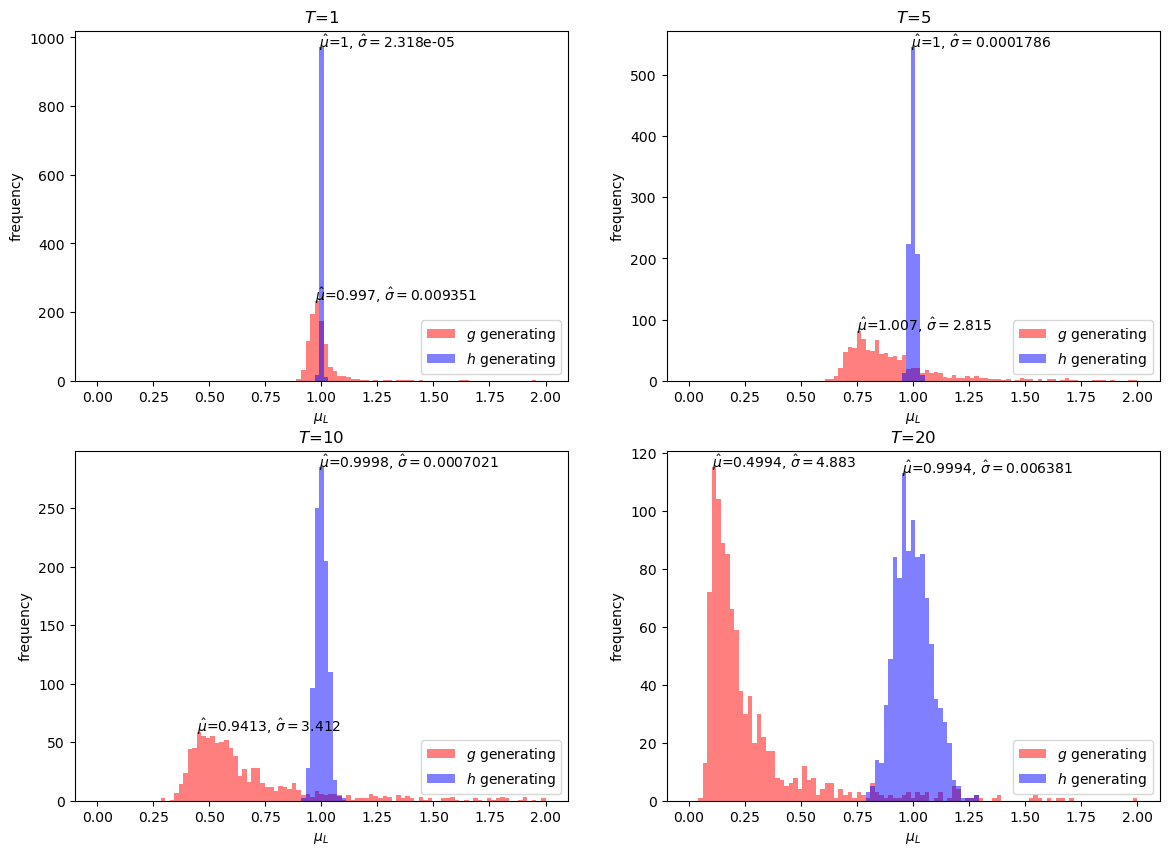 T=1
μ̂=1, σ̂ = 2.318e-05
μ̂=0.997, σ̂ = 0.009351
1000
800
600
400
200
0
frequency
g generating
h generating
0.00 0.25 0.50 0.75 1.00 1.25 1.50 1.75 2.00
μ_L
T=5
μ̂=1, σ̂ = 0.0001786
μ̂=1.007, σ̂ = 2.815
500
400
300
200
100
0
frequency
g generating
h generating
0.00 0.25 0.50 0.75 1.00 1.25 1.50 1.75 2.00
μ_L
T=10
μ̂=0.9998, σ̂ = 0.0007021
μ̂=0.9413, σ̂ = 3.412
250
200
150
100
50
0
frequency
g generating
h generating
0.00 0.25 0.50 0.75 1.00 1.25 1.50 1.75 2.00
μ_L
T=20
μ̂=0.4994, σ̂ = 4.883
μ̂=0.9994, σ̂ = 0.006381
120
100
80
60
40
20
0
frequency
g generating
h generating
0.00 0.25 0.50 0.75 1.00 1.25 1.50 1.75 2.00
μ_L